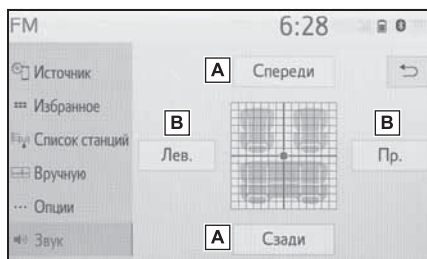 FM 6:28
Источник
Избранное
Список станций
Вручную
Опции
Звук
A Спереди
B B
Лев. Пр.
A Сзади